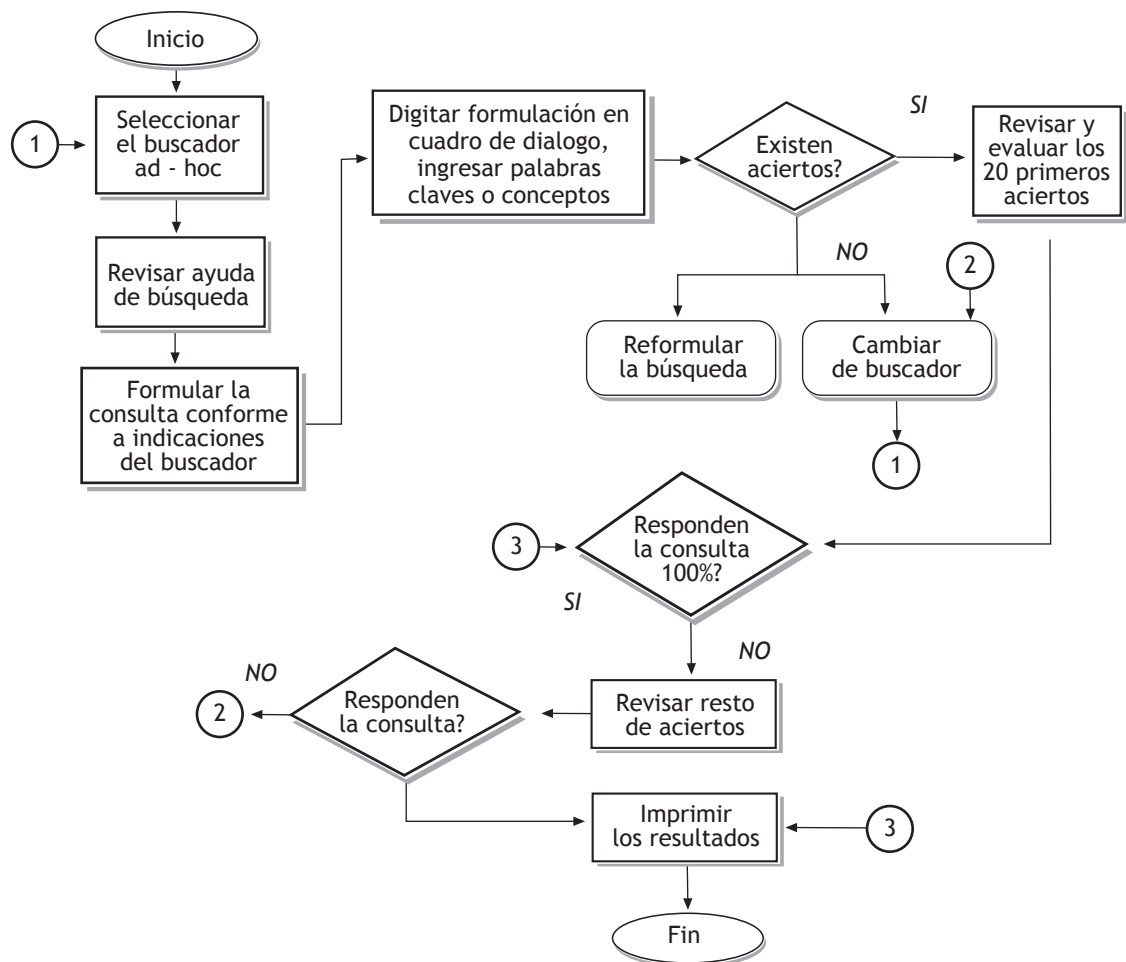 Inicio
1
Seleccionar
el buscador
ad - hoc
Revisar ayuda
de búsqueda
Formular la
consulta conforme
a indicaciones
del buscador
Digitar formulación en
cuadro de dialogo,
ingresar palabras
claves o conceptos
Existen
aciertos?
SI
Revisar y
evaluar los
20 primeros
aciertos
NO
2
Reformular
la búsqueda
Cambiar
de buscador
1
3
Responden
la consulta
100%?
SI
NO
Revisar resto
de aciertos
Responden
la consulta?
NO
2
Imprimir
los resultados
3
Fin